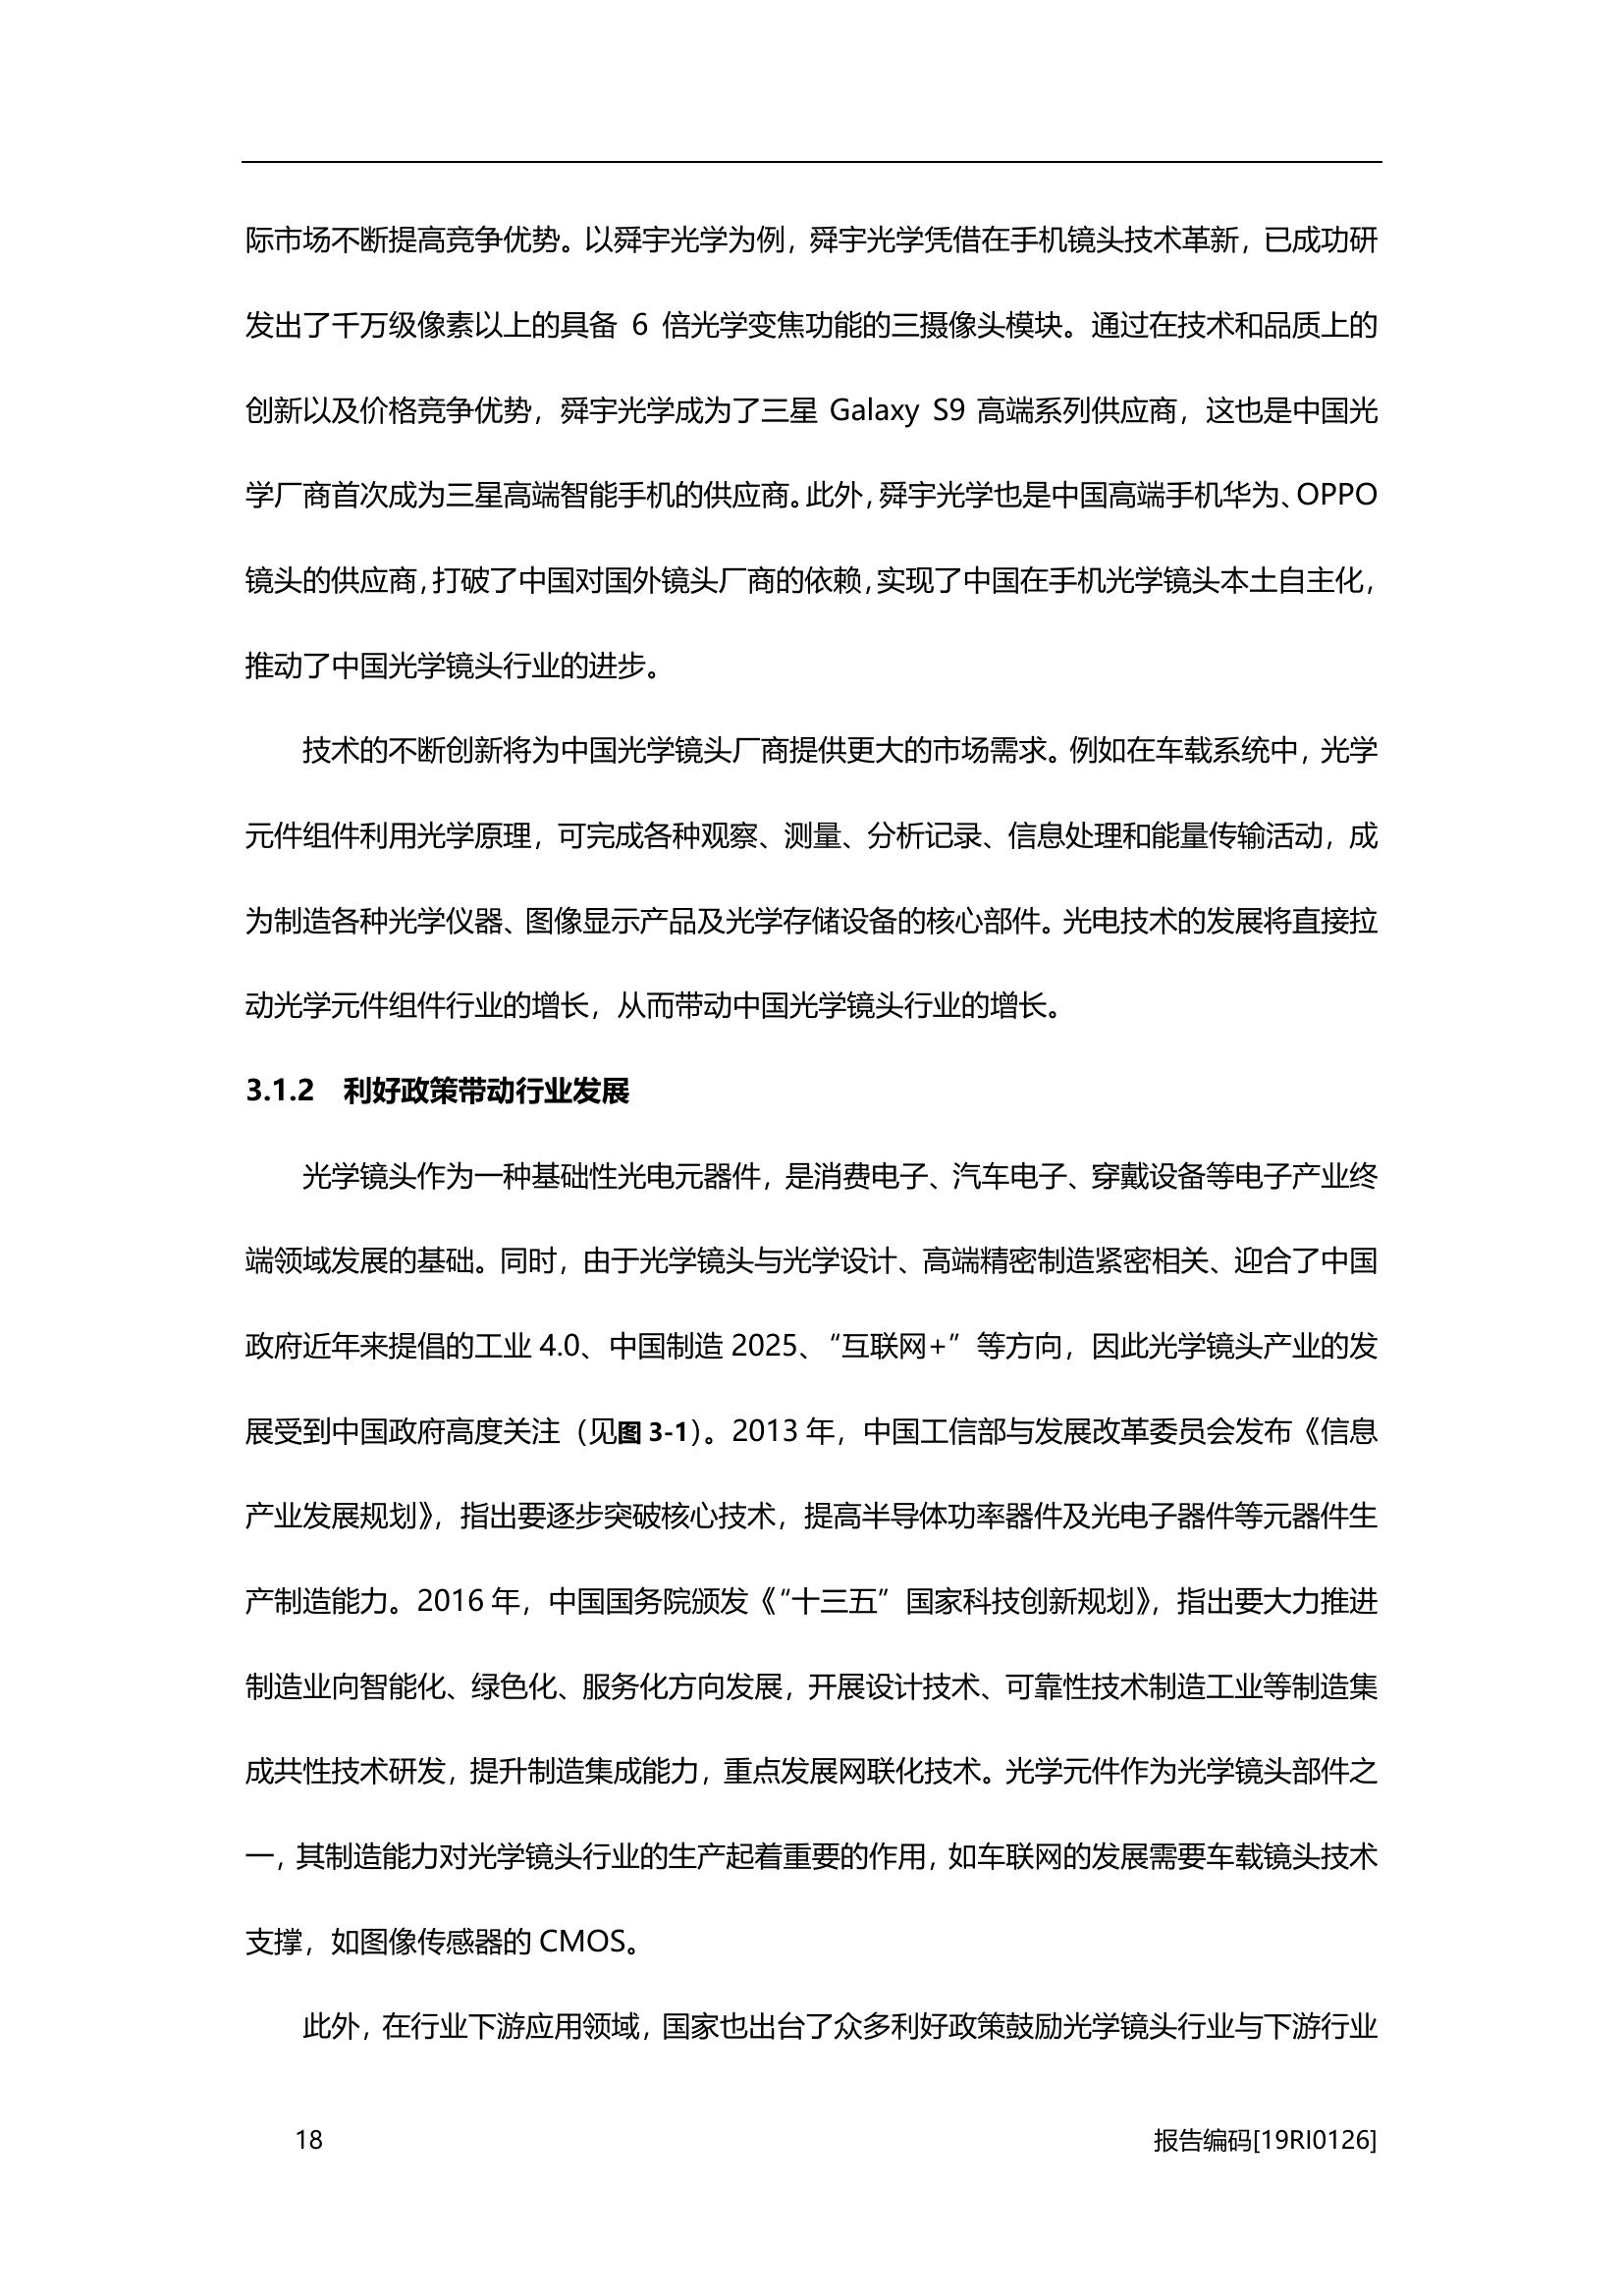 际市场不断提高竞争优势。以舜宇光学为例，舜宇光学凭借在手机镜头技术革新，已成功研
发出了千万级像素以上的具备 6 倍光学变焦功能的三摄像头模块。通过在技术和品质上的
创新以及价格竞争优势，舜宇光学成为了三星 Galaxy S9 高端系列供应商，这也是中国光
学厂商首次成为三星高端智能手机的供应商。此外，舜宇光学也是中国高端手机华为、OPPO
镜头的供应商，打破了中国对国外镜头厂商的依赖，实现了中国在手机光学镜头本土自主化，
推动了中国光学镜头行业的进步。
技术的不断创新将为中国光学镜头厂商提供更大的市场需求。例如在车载系统中，光学
元件组件利用光学原理，可完成各种观察、测量、分析记录、信息处理和能量传输活动，成
为制造各种光学仪器、图像显示产品及光学存储设备的核心部件。光电技术的发展将直接拉
动光学元件组件行业的增长，从而带动中国光学镜头行业的增长。
3.1.2 利好政策带动行业发展
光学镜头作为一种基础性光电元器件，是消费电子、汽车电子、穿戴设备等电子产业终
端领域发展的基础。同时，由于光学镜头与光学设计、高端精密制造紧密相关、迎合了中国
政府近年来提倡的工业 4.0、中国制造 2025、“互联网+”等方向，因此光学镜头产业的发
展受到中国政府高度关注（见图 3-1）。2013 年，中国工信部与发展改革委员会发布《信息
产业发展规划》，指出要逐步突破核心技术，提高半导体功率器件及光电子器件等元器件生
产制造能力。2016 年，中国国务院颁发《“十三五”国家科技创新规划》，指出要大力推进
制造业向智能化、绿色化、服务化方向发展，开展设计技术、可靠性技术制造工业等制造集
成共性技术研发，提升制造集成能力，重点发展网联化技术。光学元件作为光学镜头部件之
一，其制造能力对光学镜头行业的生产起着重要的作用，如车联网的发展需要车载镜头技术
支撑，如图像传感器的 CMOS。
此外，在行业下游应用领域，国家也出台了众多利好政策鼓励光学镜头行业与下游行业
18 报告编码[19RI0126]